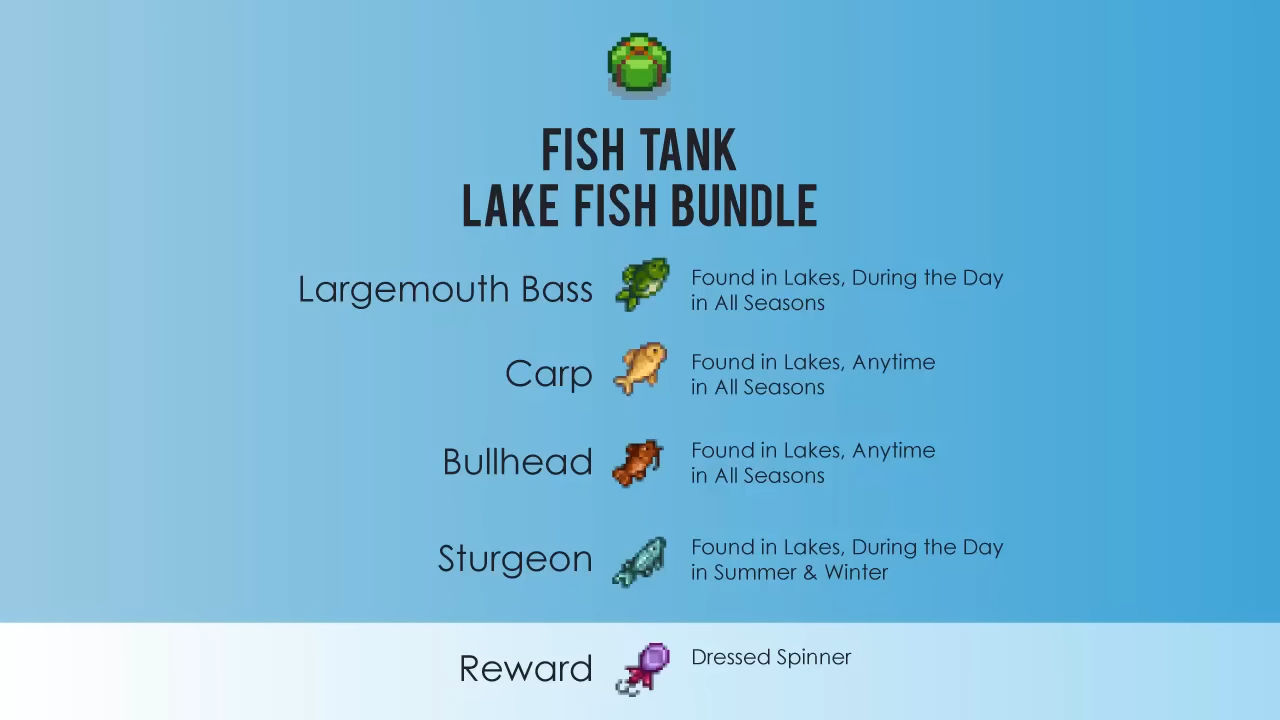 FISH TANK
LAKE FISH BUNDLE
Largemouth Bass
Found in Lakes, During the Day
in All Seasons
Carp
Found in Lakes, Anytime
in All Seasons
Bullhead
Found in Lakes, Anytime
in All Seasons
Sturgeon
Found in Lakes, During the Day
in Summer & Winter
Reward
Dressed Spinner